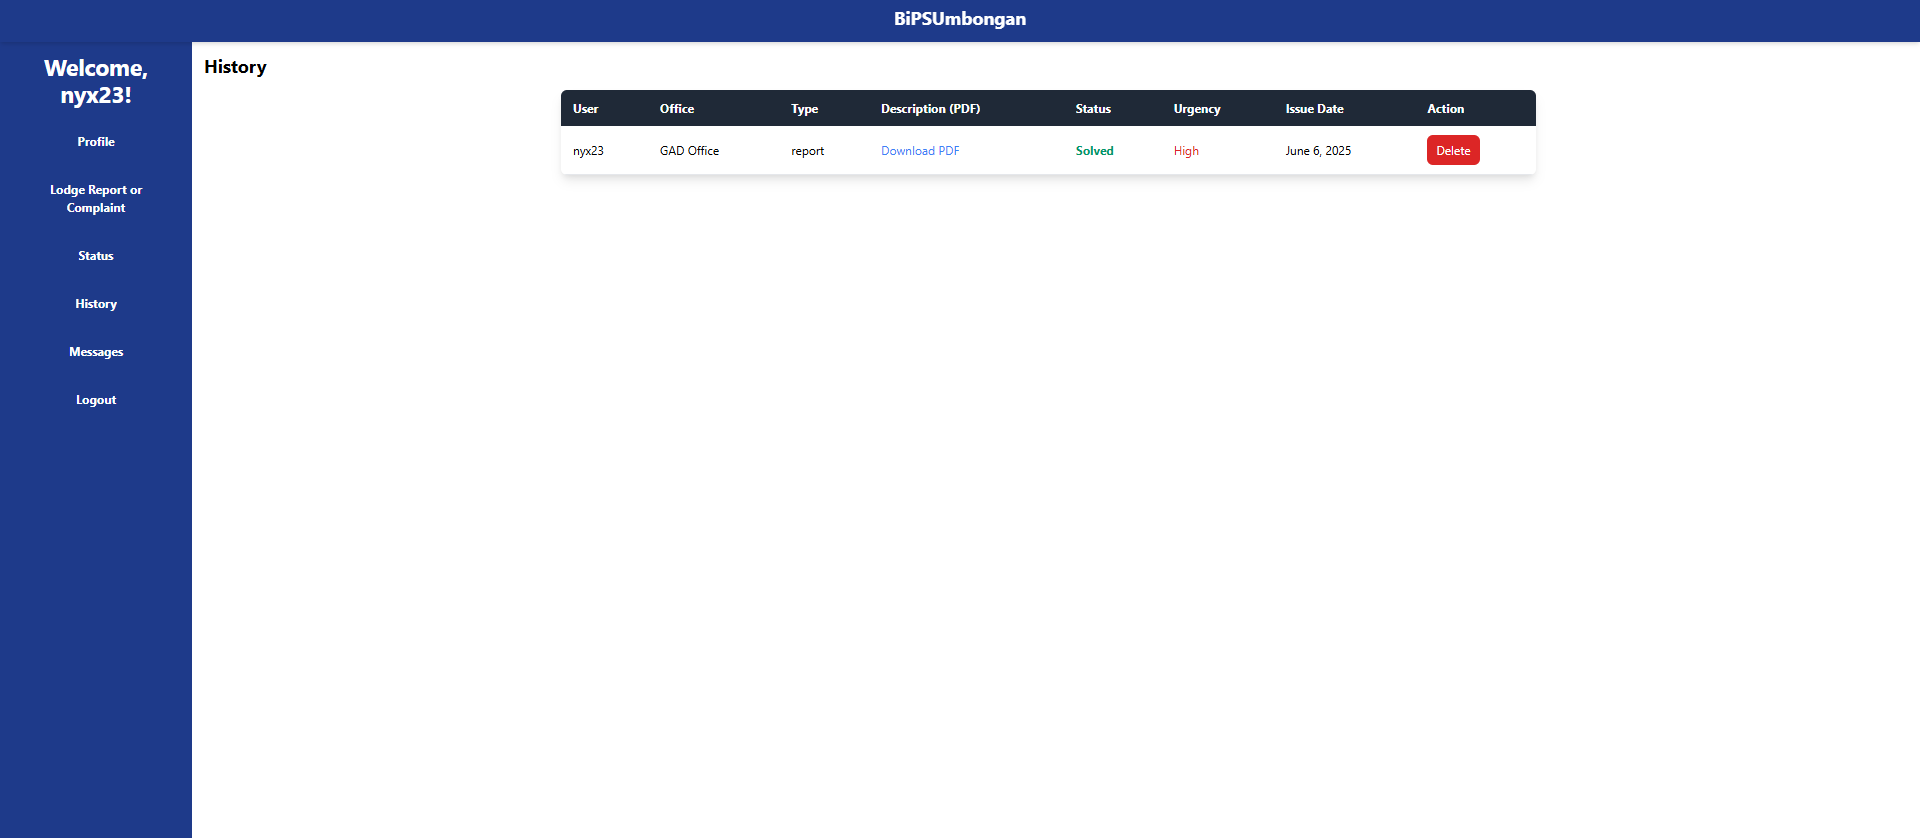 BiPSUmbongan
Welcome,
nyx23!
Profile
Lodge Report or
Complaint
Status
History
Messages
Logout
History
User Office Type Description (PDF) Status Urgency Issue Date Action
nyx23 GAD Office report Download PDF Solved High June 6, 2025 Delete